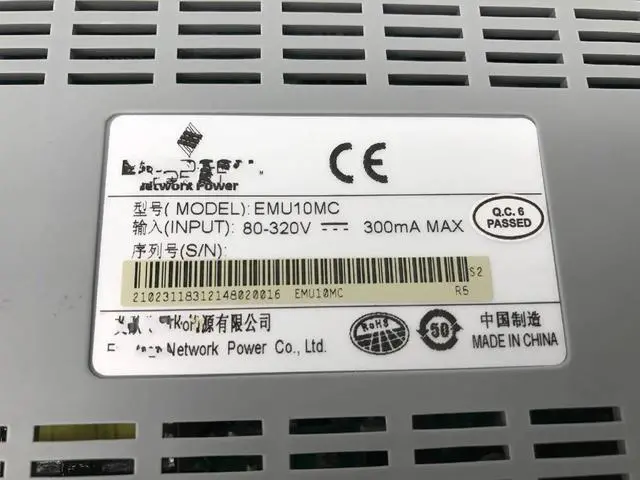 CE
Network Power
型号( MODEL): EMU10MC
输入(INPUT): 80-320V ⎓ 300mA MAX
Q.C. 6
PASSED
序列号(S/N):
S2
21023118312148020016 EMU10MC R5
源有限公司
Network Power Co., Ltd.
RoHS
50
中国制造
MADE IN CHINA